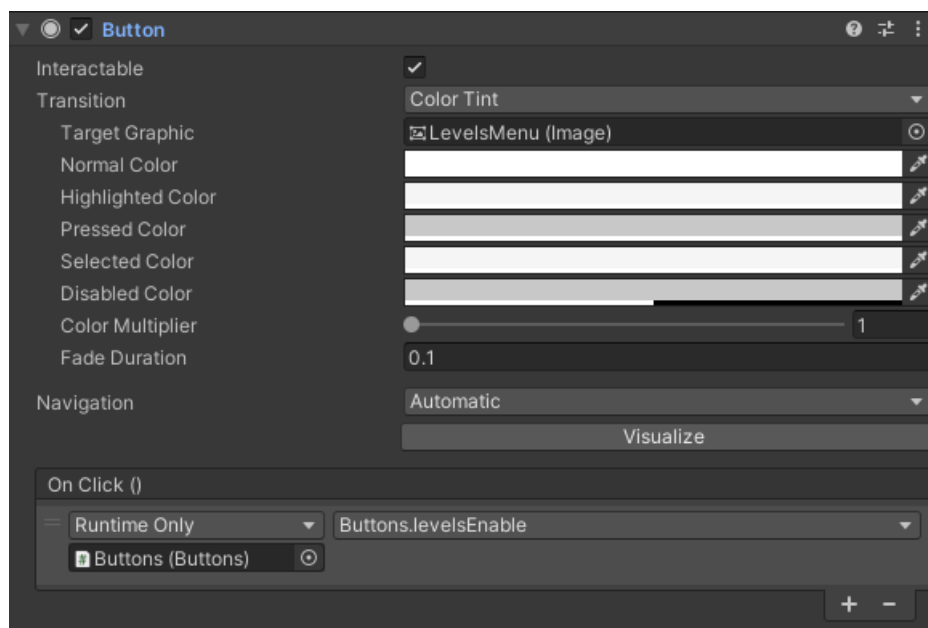 Button
Interactable
Transition Color Tint
Target Graphic LevelsMenu (Image)
Normal Color
Highlighted Color
Pressed Color
Selected Color
Disabled Color
Color Multiplier 1
Fade Duration 0.1
Navigation Automatic
Visualize
On Click ()
Runtime Only Buttons.levelsEnable
Buttons (Buttons)